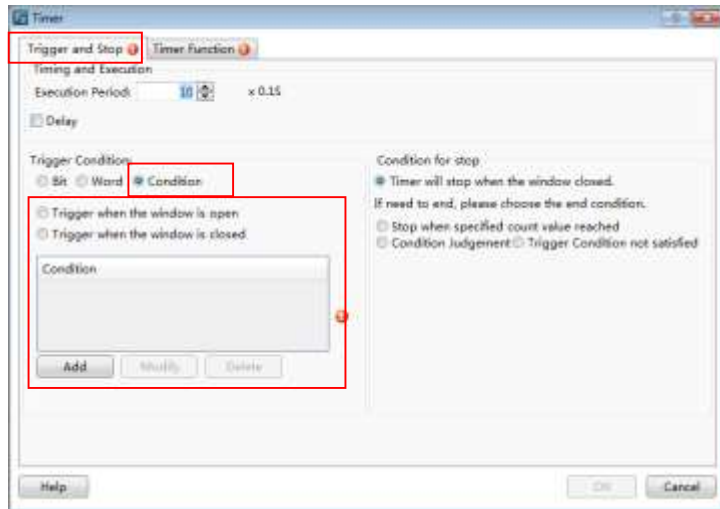 Timer
Trigger and Stop Timer Function
Timing and Execution
Execution Period: 10 x 0.1S
Delay
Trigger Condition:
Bit Word Condition
Trigger when the window is open
Trigger when the window is closed
Condition
Add Modify Delete
Condition for stop
Timer will stop when the window closed.
If need to end, please choose the end condition.
Stop when specified count value reached
Condition Judgement Trigger Condition not satisfied
Help OK Cancel